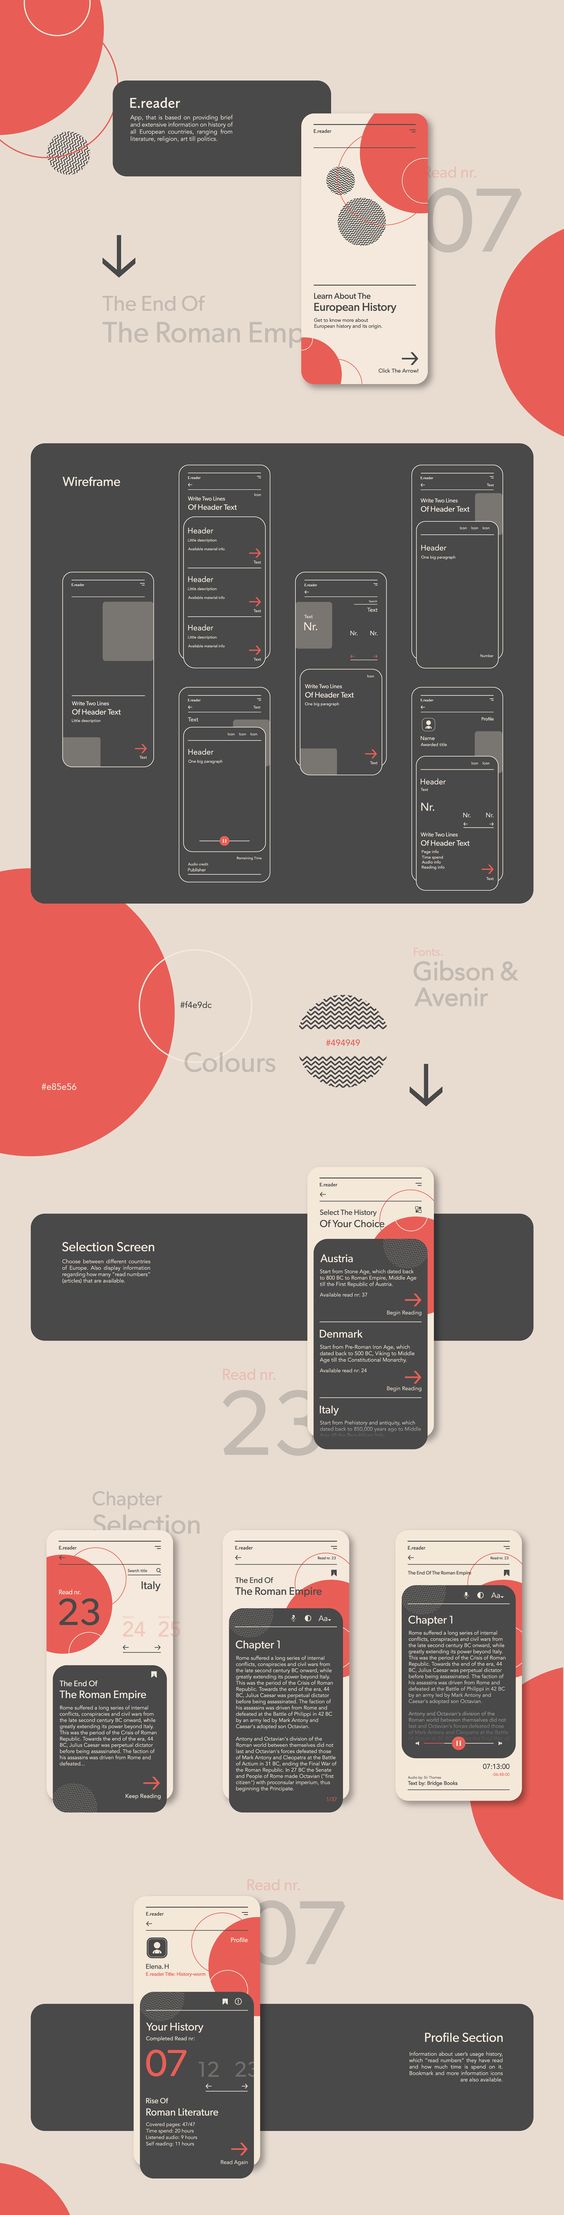 E.reader
App, that is based on providing brief
and extensive information on history of
all European countries, ranging from
literature, religion, art till politics.
E.reader
Read nr.
07
The End Of
The Roman Emp
Learn About The
European History
Get to know more about
European history and its origin.
Click The Arrow!
Wireframe
E.reader
Icon
Write Two Lines
Of Header Text
Header
Little description
Available material info
Text
Header
Little description
Available material info
Text
Header
Little description
Available material info
Text
E.reader
Text
Write Two Lines
Of Header Text
Icon Icon Icon
Header
One big paragraph
Number
E.reader
Write Two Lines
Of Header Text
Little description
Text
E.reader
Search
Text
Text
Nr.
Nr. Nr.
Icon
Write Two Lines
Of Header Text
One big paragraph
Text
E.reader
Text
Text
Icon Icon Icon
Header
One big paragraph
Remaining Time
Audio credit
Publisher
E.reader
Profile
Name
Awarded title
Icon Icon
Header
Text
Nr.
Nr. Nr.
Write Two Lines
Of Header Text
Page info
Time spend
Audio info
Reading info
Text
Fonts.
Gibson &
Avenir
#f4e9dc
#494949
Colours
#e85e56
E.reader
Select The History
Of Your Choice
Selection Screen
Choose between different countries
of Europe. Also display information
regarding how many "read numbers"
(articles) that are available.
Austria
Start from Stone Age, which dated back
to 800 BC to Roman Empire, Middle Age
till the First Republic of Austria.
Available read nr: 37
Begin Reading
Denmark
Start from Pre-Roman Iron Age, which
dated back to 500 BC, Viking to Middle
Age till the Constitutional Monarchy.
Available read nr: 24
Begin Reading
Italy
Start from Prehistory and antiquity, which
dated back to 850,000 years ago to Middle
Read nr.
23
Chapter
Selection
E.reader
Search title
Italy
Read nr.
23
24 25
The End Of
The Roman Empire
Rome suffered a long series of internal
conflicts, conspiracies and civil wars from
the late second century BC onward, while
greatly extending its power beyond Italy.
This was the period of the Crisis of Roman
Republic. Towards the end of the era, 44
BC, Julius Caesar was perpetual dictator
before being assassinated. The faction of
his assassins was driven from Rome and
defeated...
Keep Reading
E.reader
Read nr. 23
The End Of
The Roman Empire
Aa
Chapter 1
Rome suffered a long series of internal
conflicts, conspiracies and civil wars from
the late second century BC onward, while
greatly extending its power beyond Italy.
This was the period of the Crisis of Roman
Republic. Towards the end of the era, 44
BC, Julius Caesar was perpetual dictator
before being assassinated. The faction of
his assassins was driven from Rome and
defeated at the Battle of Philippi in 42 BC
by an army led by Mark Antony and
Caesar's adopted son Octavian.
Antony and Octavian's division of the
Roman world between themselves did not
last and Octavian's forces defeated those
of Mark Antony and Cleopatra at the Battle
of Actium in 31 BC, ending the Final War of
the Roman Republic. In 27 BC the Senate
and People of Rome made Octavian ("first
citizen") with proconsular imperium, thus
beginning the Principate.
1/37
E.reader
Read nr. 23
The End Of The Roman Empire
Aa
Chapter 1
Rome suffered a long series of internal
conflicts, conspiracies and civil wars from
the late second century BC onward, while
greatly extending its power beyond Italy.
This was the period of the Crisis of Roman
Republic. Towards the end of the era, 44
BC, Julius Caesar was perpetual dictator
before being assassinated. The faction of
his assassins was driven from Rome and
defeated at the Battle of Philippi in 42 BC
by an army led by Mark Antony and
Caesar's adopted son Octavian.
Antony and Octavian's division of the
Roman world between themselves did not
last and Octavian's forces defeated those
of Mark Antony and Cleopatra at the Battle
07:13:00
Audio by: Sir Thomas
Text by: Bridge Books
Read nr.
07
E.reader
Profile
Elena.H
E.reader Title: History-worm
Your History
Completed Read nr:
07 12 23
Rise Of
Roman Literature
Covered pages: 47/47
Time spend: 20 hours
Listened audio: 9 hours
Self reading: 11 hours
Read Again
Profile Section
Information about user's usage history,
which "read numbers" they have read
and how much time is spend on it.
Bookmark and more information icons
are also available.